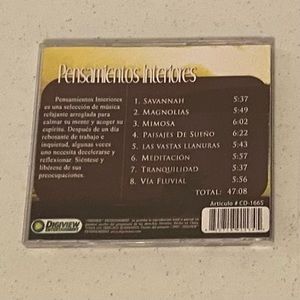 Pensamientos Interiores
Pensamientos Interiores
es una selección de música
relajante arreglada para
calmar su mente y acoger su
espíritu. Después de un día
rebosante de trabajo e
inquietud, algunas veces
uno necesita decelerarse y
reflexionar. Siéntese y
libérese de sus
preocupaciones.
1. SAVANNAH 5:37
2. MAGNOLIAS 5:49
3. MIMOSA 6:02
4. PAISAJES DE SUEÑO 6:22
5. LAS VASTAS LLANURAS 5:43
6. MEDITACIÓN 5:57
7. TRANQUILIDAD 5:37
8. VÍA FLUVIAL 5:56
TOTAL: 47:08
Artículo # CD-166S
DIGIVIEW